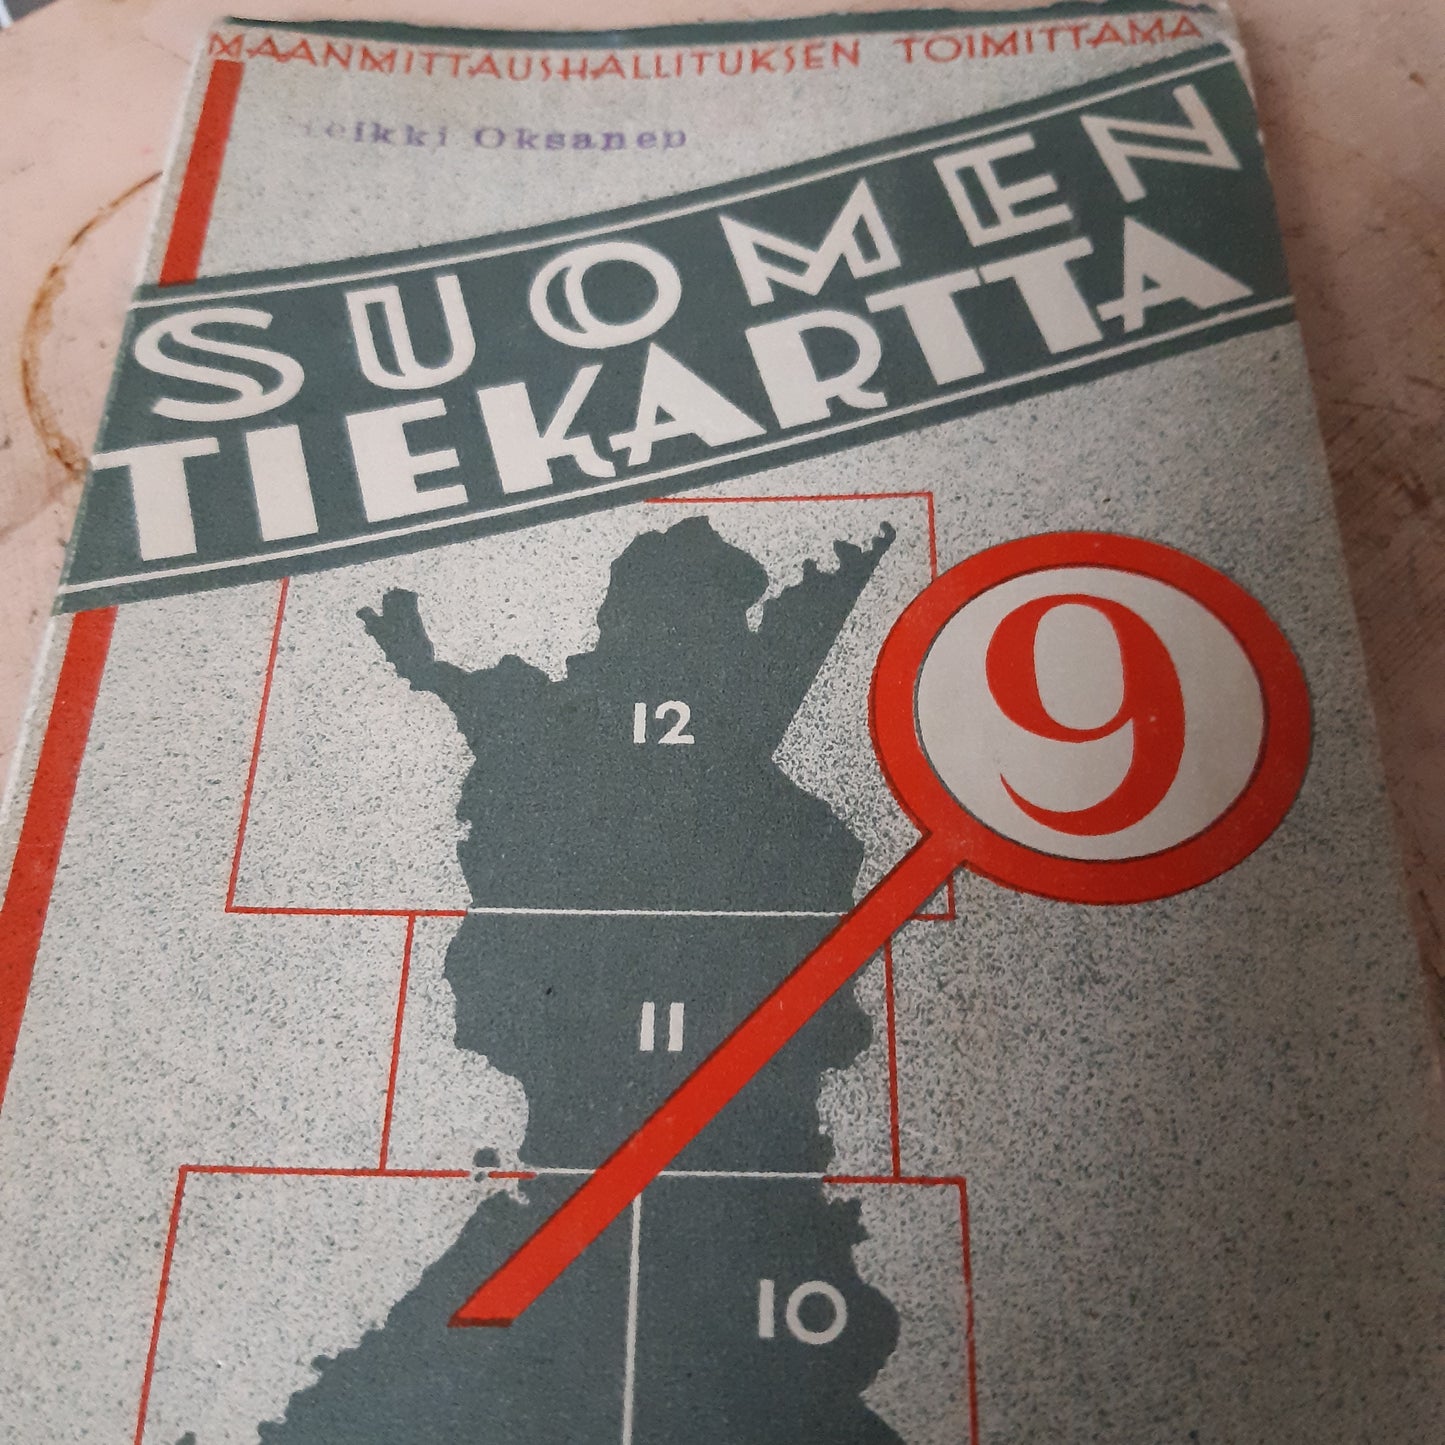 MAANMITTAUSHALLITUKSEN TOIMITTAMA
Oksanen
SUOMEN
TIEKARTTA
9
12
11
10